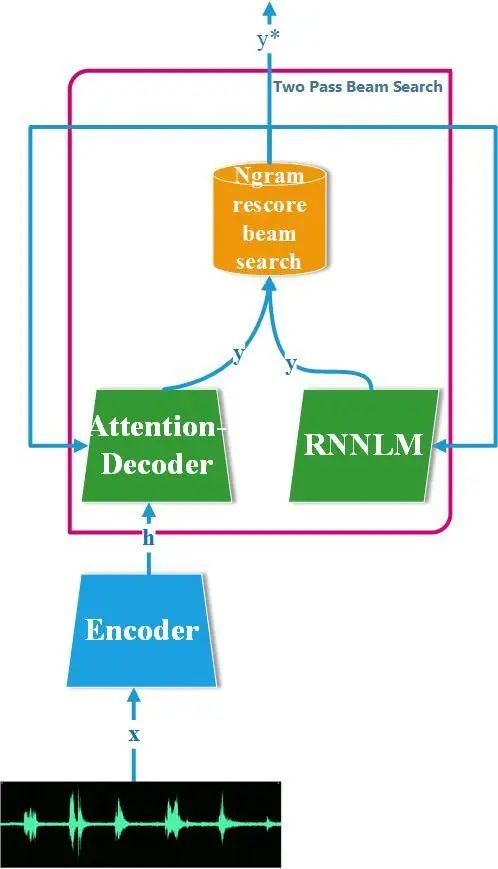 y*
Two Pass Beam Search
Ngram
rescore
beam
search
y
y
Attention-
Decoder
RNNLM
h
Encoder
x